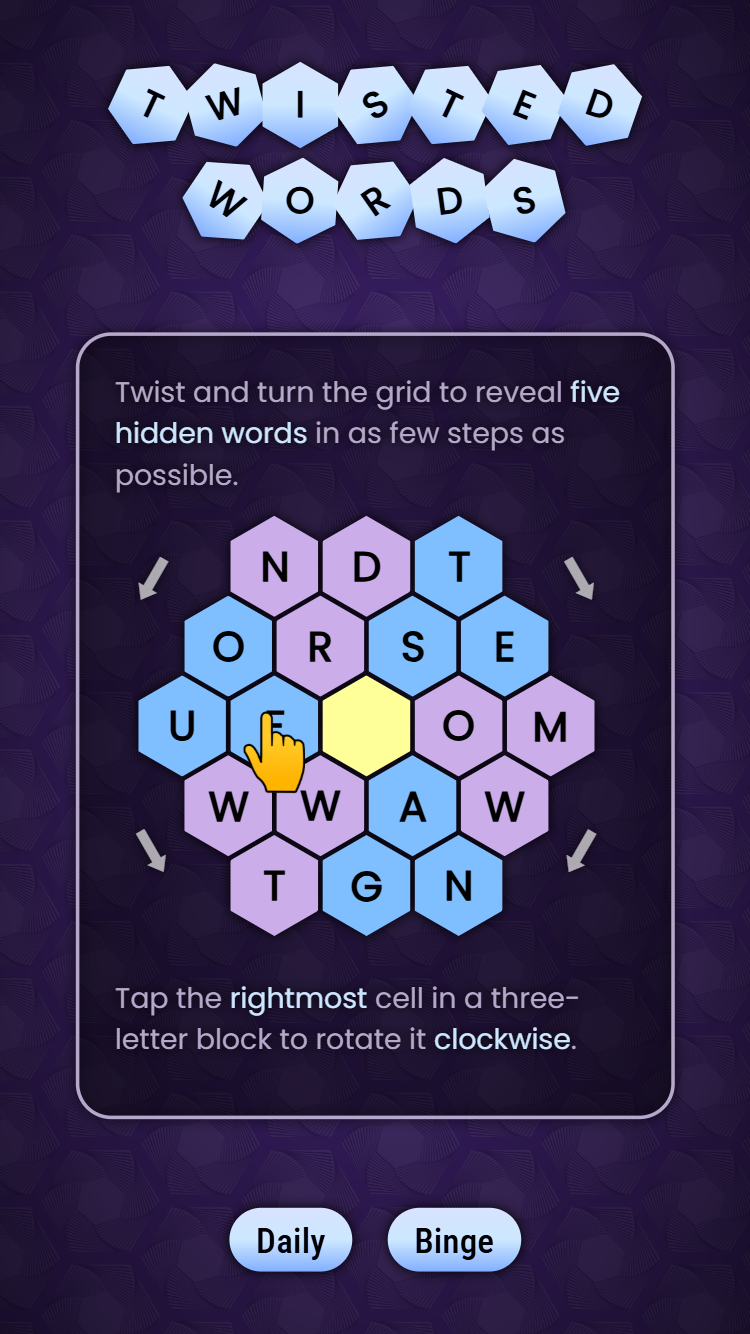 TWISTED
WORDS
Twist and turn the grid to reveal five
hidden words in as few steps as
possible.
N D T
O R S E
U O M
W W A W
T G N
Tap the rightmost cell in a three-
letter block to rotate it clockwise.
Daily Binge